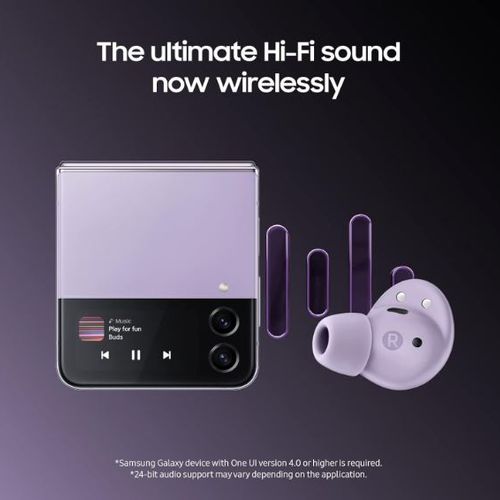 The ultimate Hi-Fi sound
now wirelessly
Music
Play for fun
Buds
R
*Samsung Galaxy device with One UI version 4.0 or higher is required.
*24-bit audio support may vary depending on the application.